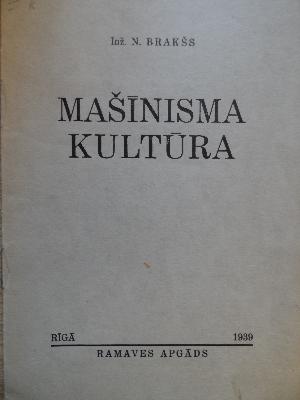 Inž. N. BRAKŠS
MAŠĪNISMA
KULTŪRA
RĪGĀ 1939
RAMAVES APGĀDS